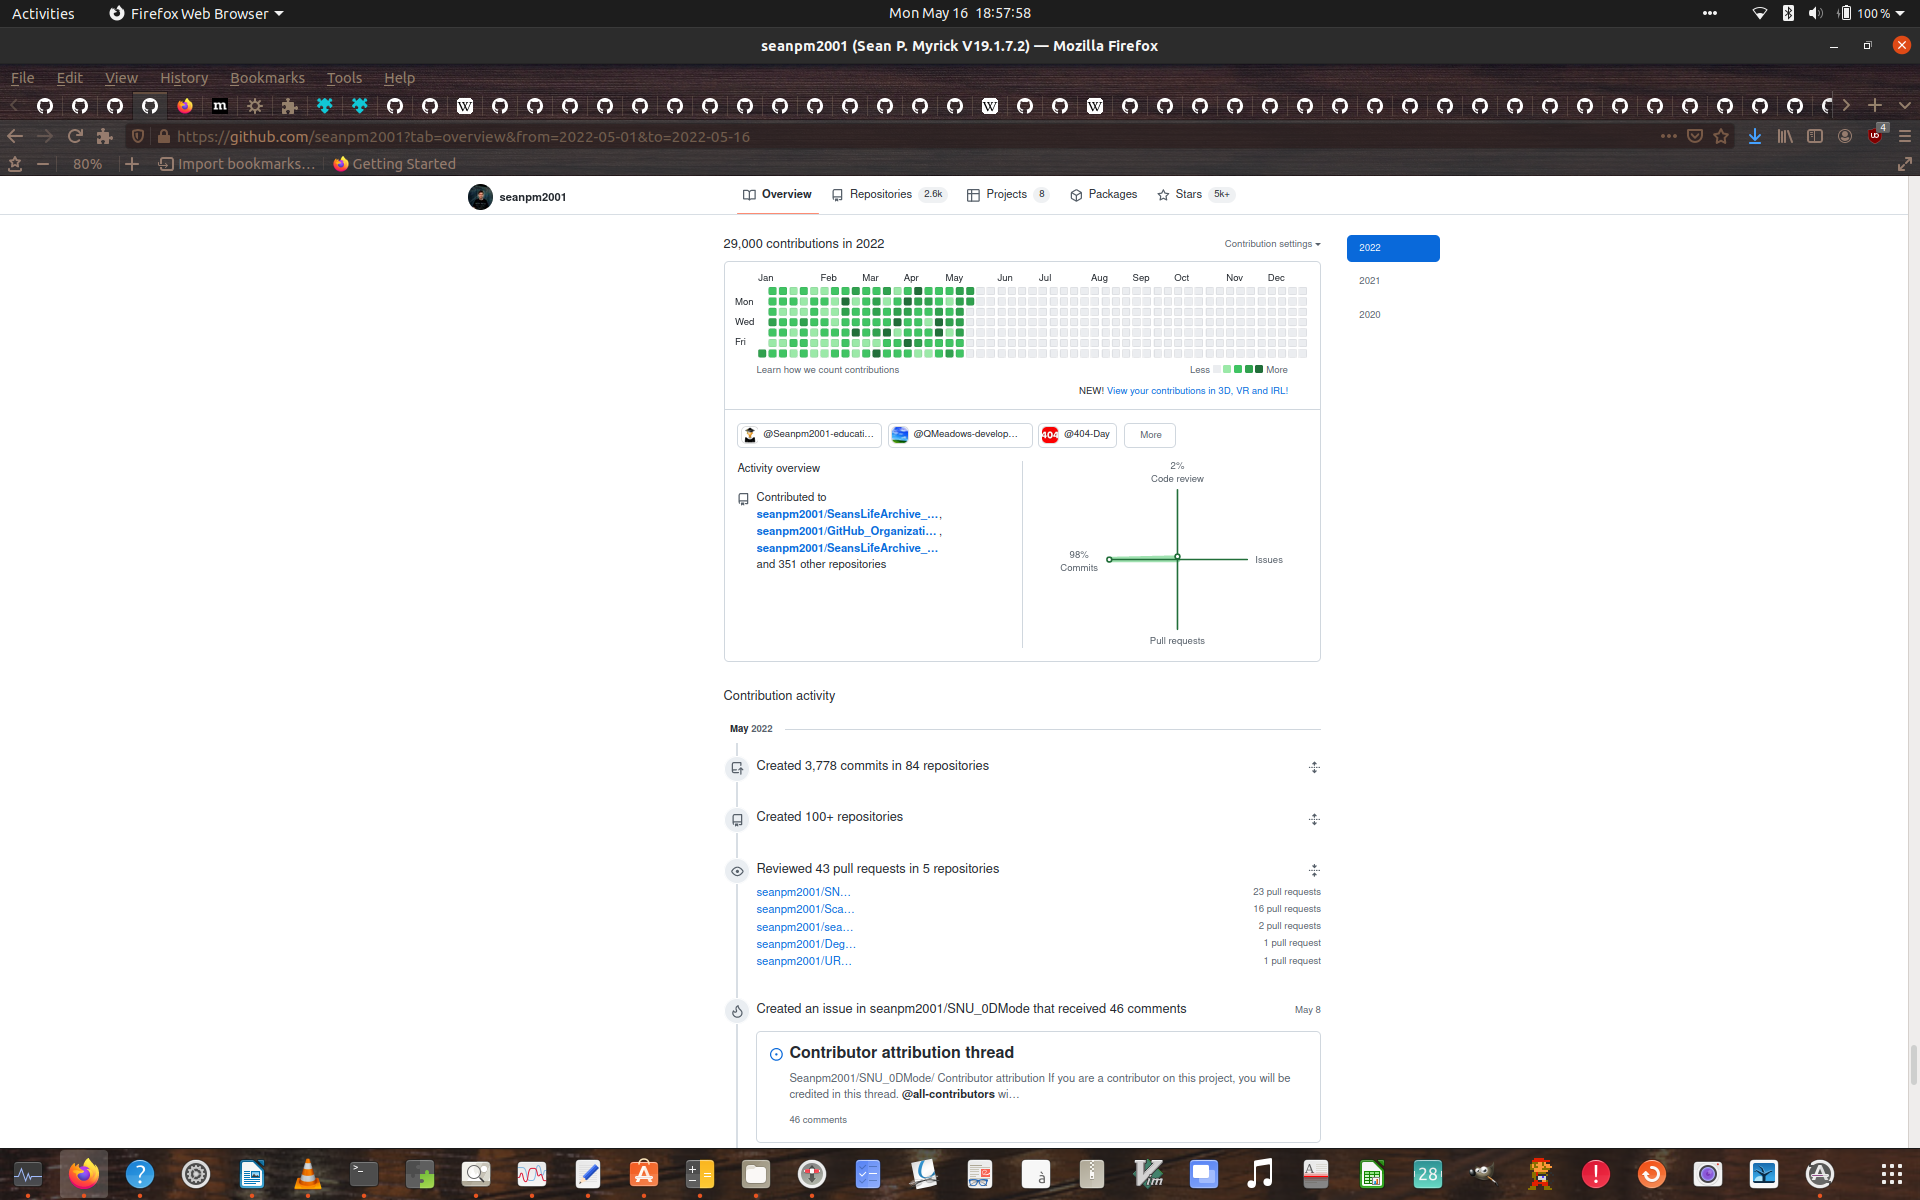 Activities
Firefox Web Browser
Mon May 16 18:57:58
100 %
seanpm2001 (Sean P. Myrick V19.1.7.2) — Mozilla Firefox
File Edit View History Bookmarks Tools Help
https://github.com/seanpm2001?tab=overview&from=2022-05-01&to=2022-05-16
4
80%
Import bookmarks...
Getting Started
seanpm2001
Overview
Repositories 2.6k
Projects 8
Packages
Stars 5k+
29,000 contributions in 2022
Contribution settings
2022
2021
2020
Jan Feb Mar Apr May Jun Jul Aug Sep Oct Nov Dec
Mon
Wed
Fri
Learn how we count contributions
Less More
NEW! View your contributions in 3D, VR and IRL!
@Seanpm2001-educati...
@QMeadows-develop...
404 @404-Day
More
Activity overview
Contributed to
seanpm2001/SeansLifeArchive_... ,
seanpm2001/GitHub_Organizati... ,
seanpm2001/SeansLifeArchive_...
and 351 other repositories
2%
Code review
98%
Commits
Issues
Pull requests
Contribution activity
May 2022
Created 3,778 commits in 84 repositories
Created 100+ repositories
Reviewed 43 pull requests in 5 repositories
seanpm2001/SN... 23 pull requests
seanpm2001/Sca... 16 pull requests
seanpm2001/sea... 2 pull requests
seanpm2001/Deg... 1 pull request
seanpm2001/UR... 1 pull request
Created an issue in seanpm2001/SNU_0DMode that received 46 comments
May 8
Contributor attribution thread
Seanpm2001/SNU_0DMode/ Contributor attribution If you are a contributor on this project, you will be
credited in this thread. @all-contributors wi...
46 comments
28